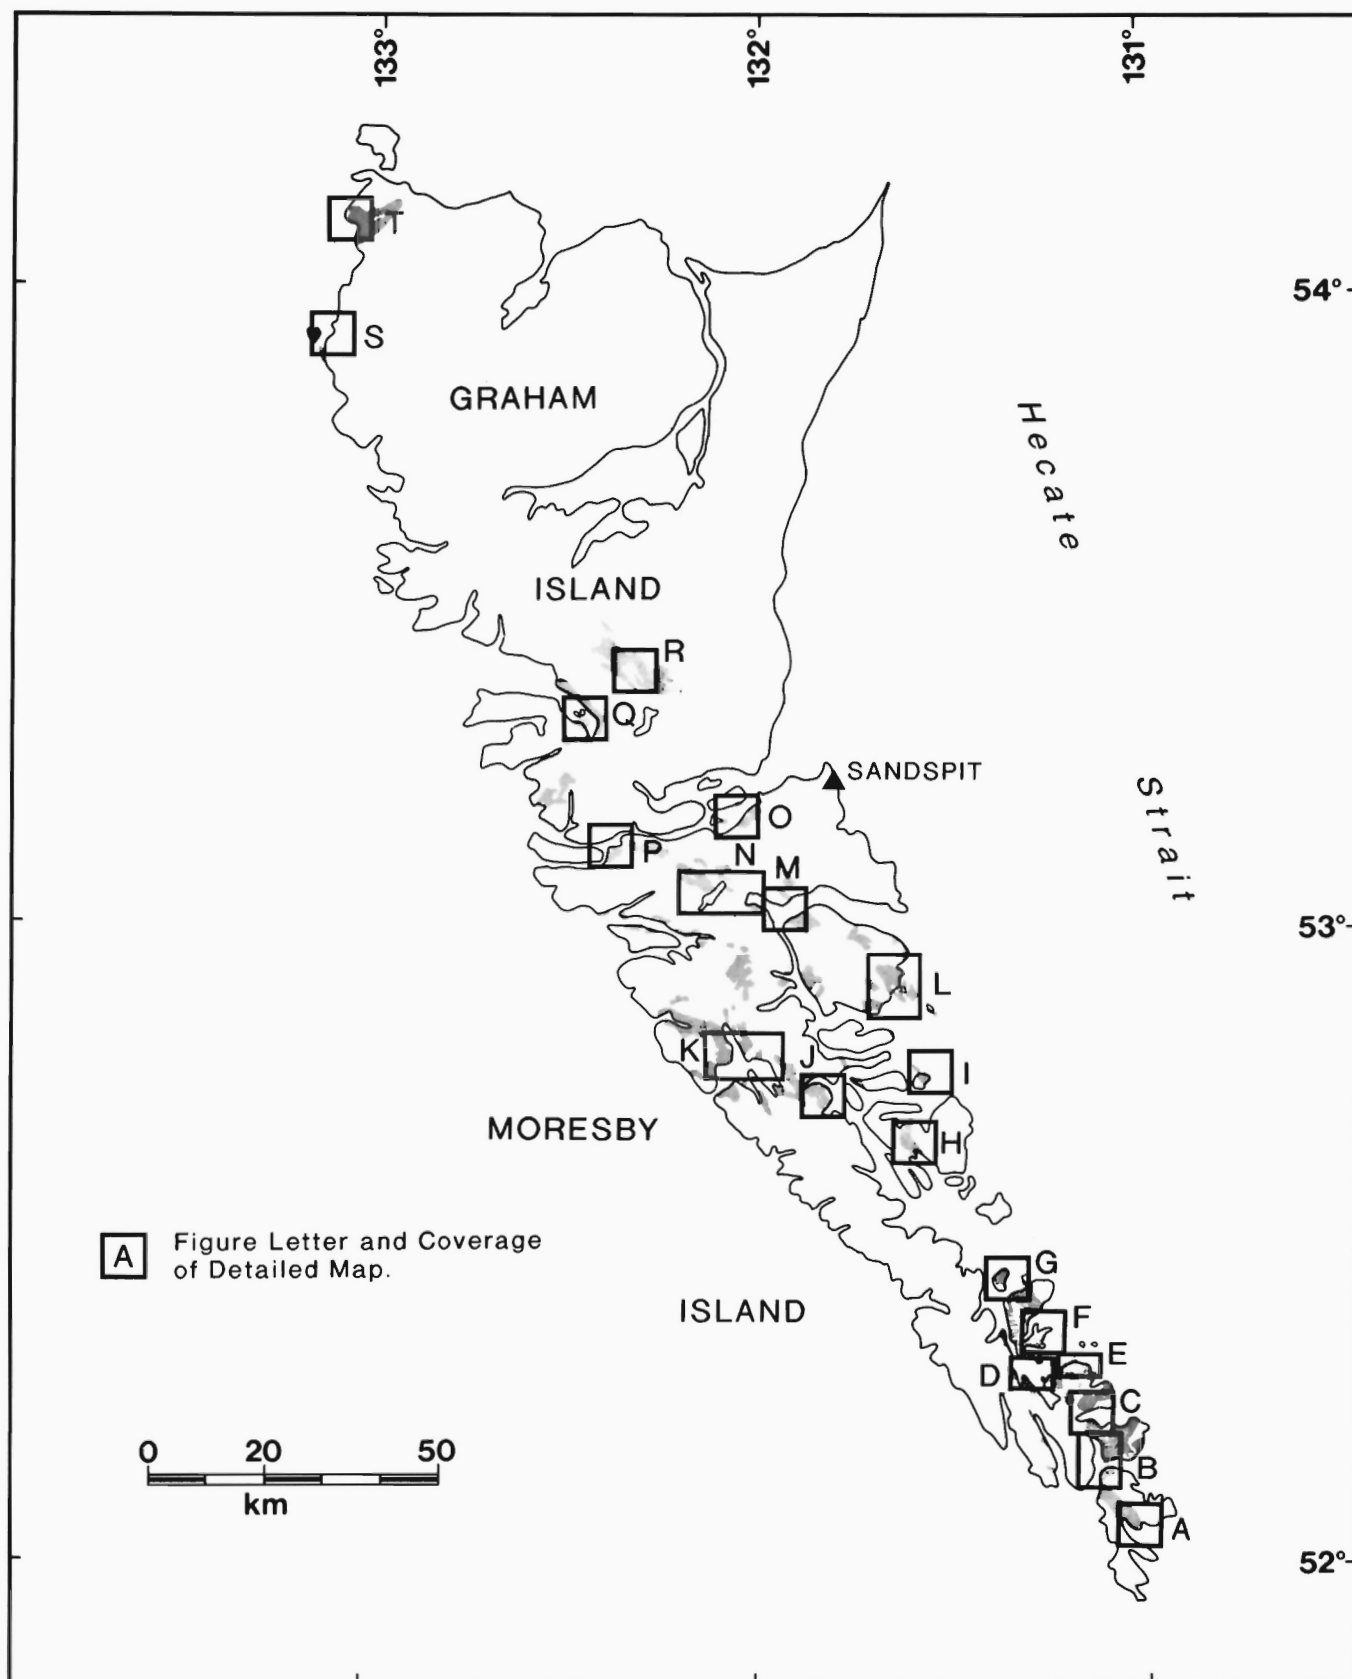 133°
132°
131°
T
54°
S
GRAHAM
Hecate
ISLAND
R
Q
SANDSPIT
Strait
O
P
N
M
53°
L
K
J
I
MORESBY
H
A
Figure Letter and Coverage
of Detailed Map.
G
ISLAND
F
E
D
C
0 20 50
km
B
A
52°